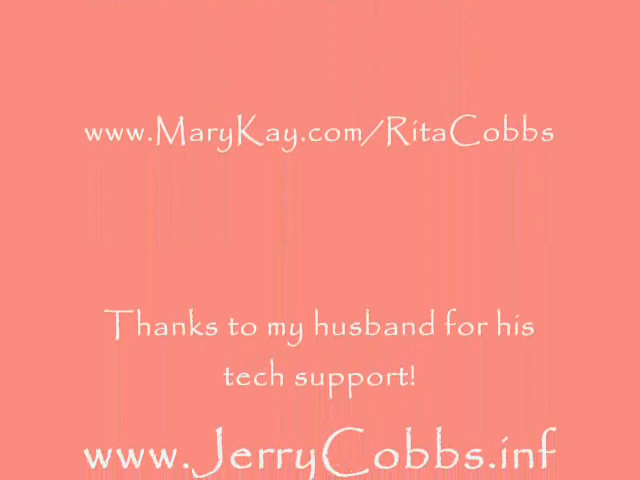 www.MaryKay.com/RitaCobbs
Thanks to my husband for his
tech support!
www.JerryCobbs.inf